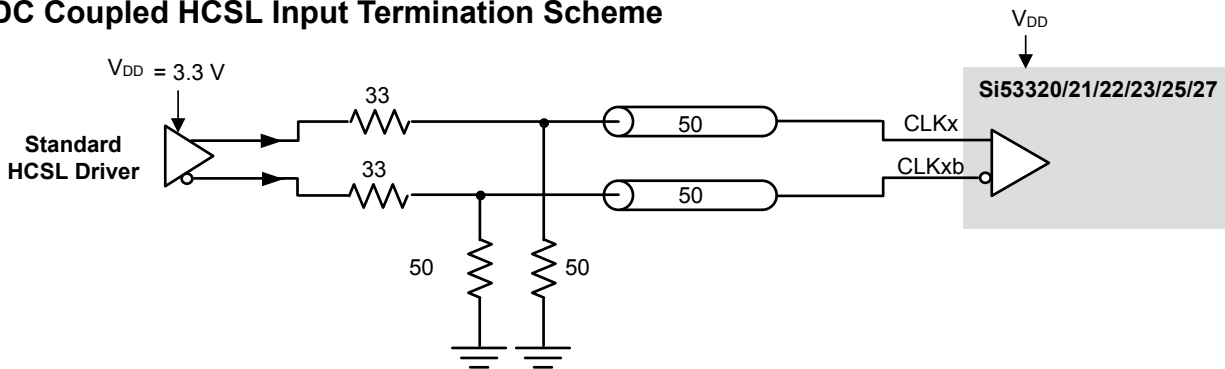 DC Coupled HCSL Input Termination Scheme
VDD
VDD = 3.3 V
Si53320/21/22/23/25/27
33
Standard
HCSL Driver
50
CLKx
33
CLKxb
50
50
50